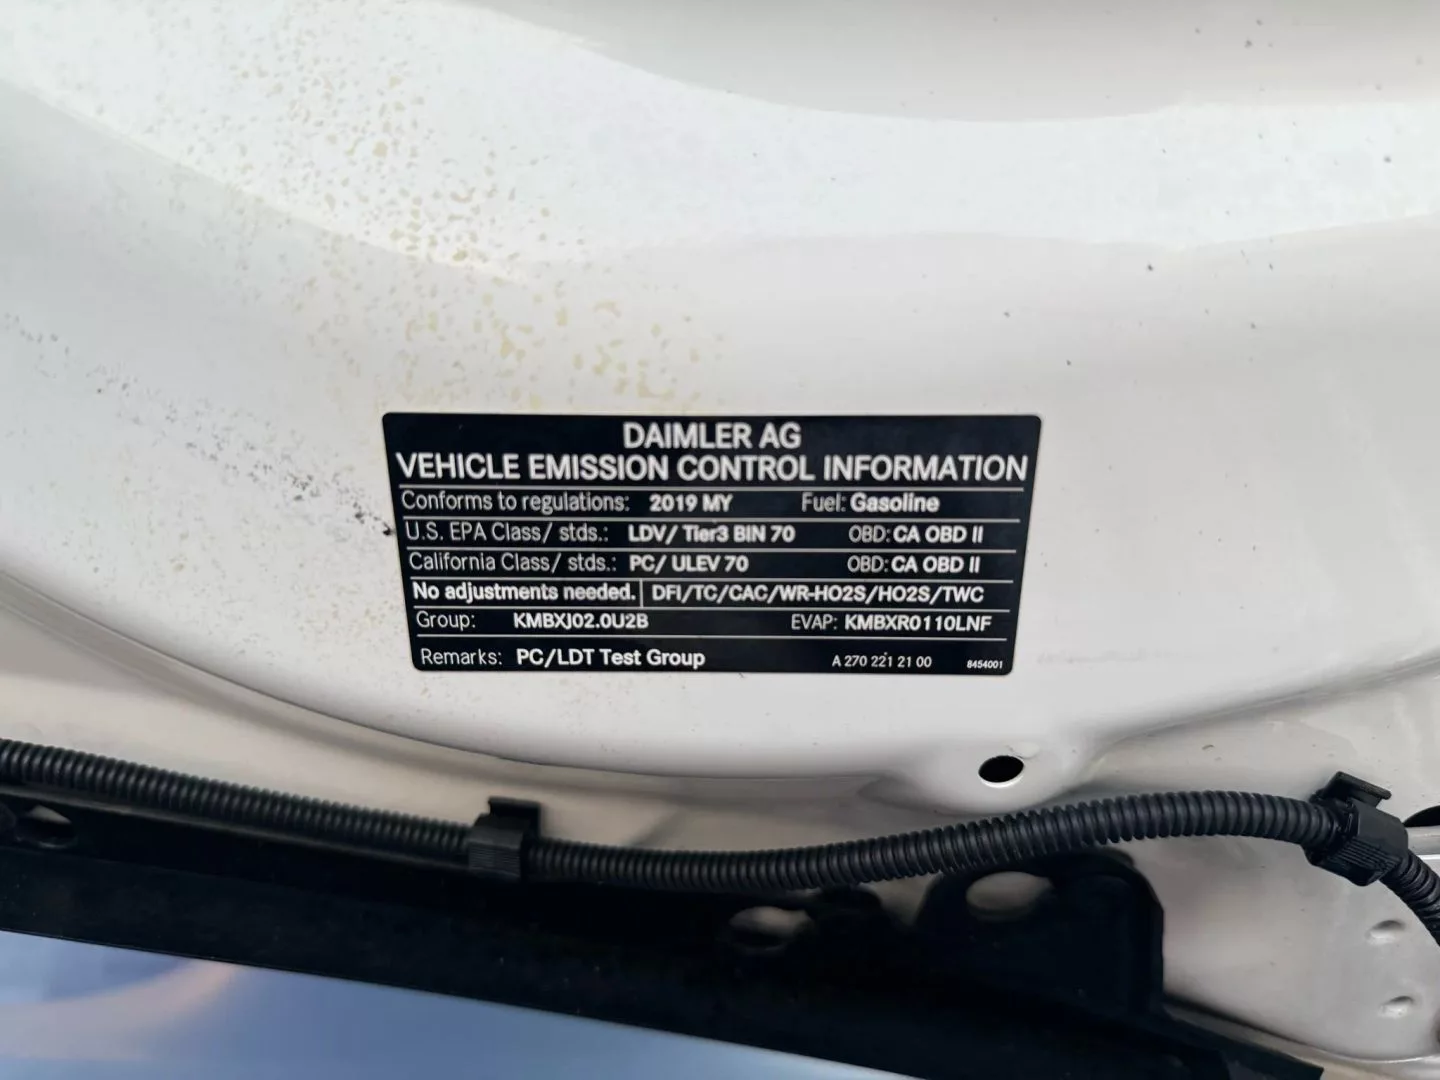 DAIMLER AG
VEHICLE EMISSION CONTROL INFORMATION
Conforms to regulations: 2019 MY Fuel: Gasoline
U.S. EPA Class/ stds.: LDV/ Tier3 BIN 70 OBD: CA OBD II
California Class/ stds.: PC/ ULEV 70 OBD: CA OBD II
No adjustments needed. DFI/TC/CAC/WR-HO2S/HO2S/TWC
Group: KMBXJ02.0U2B EVAP: KMBXR0110LNF
Remarks: PC/LDT Test Group A 270 221 21 00 8454001